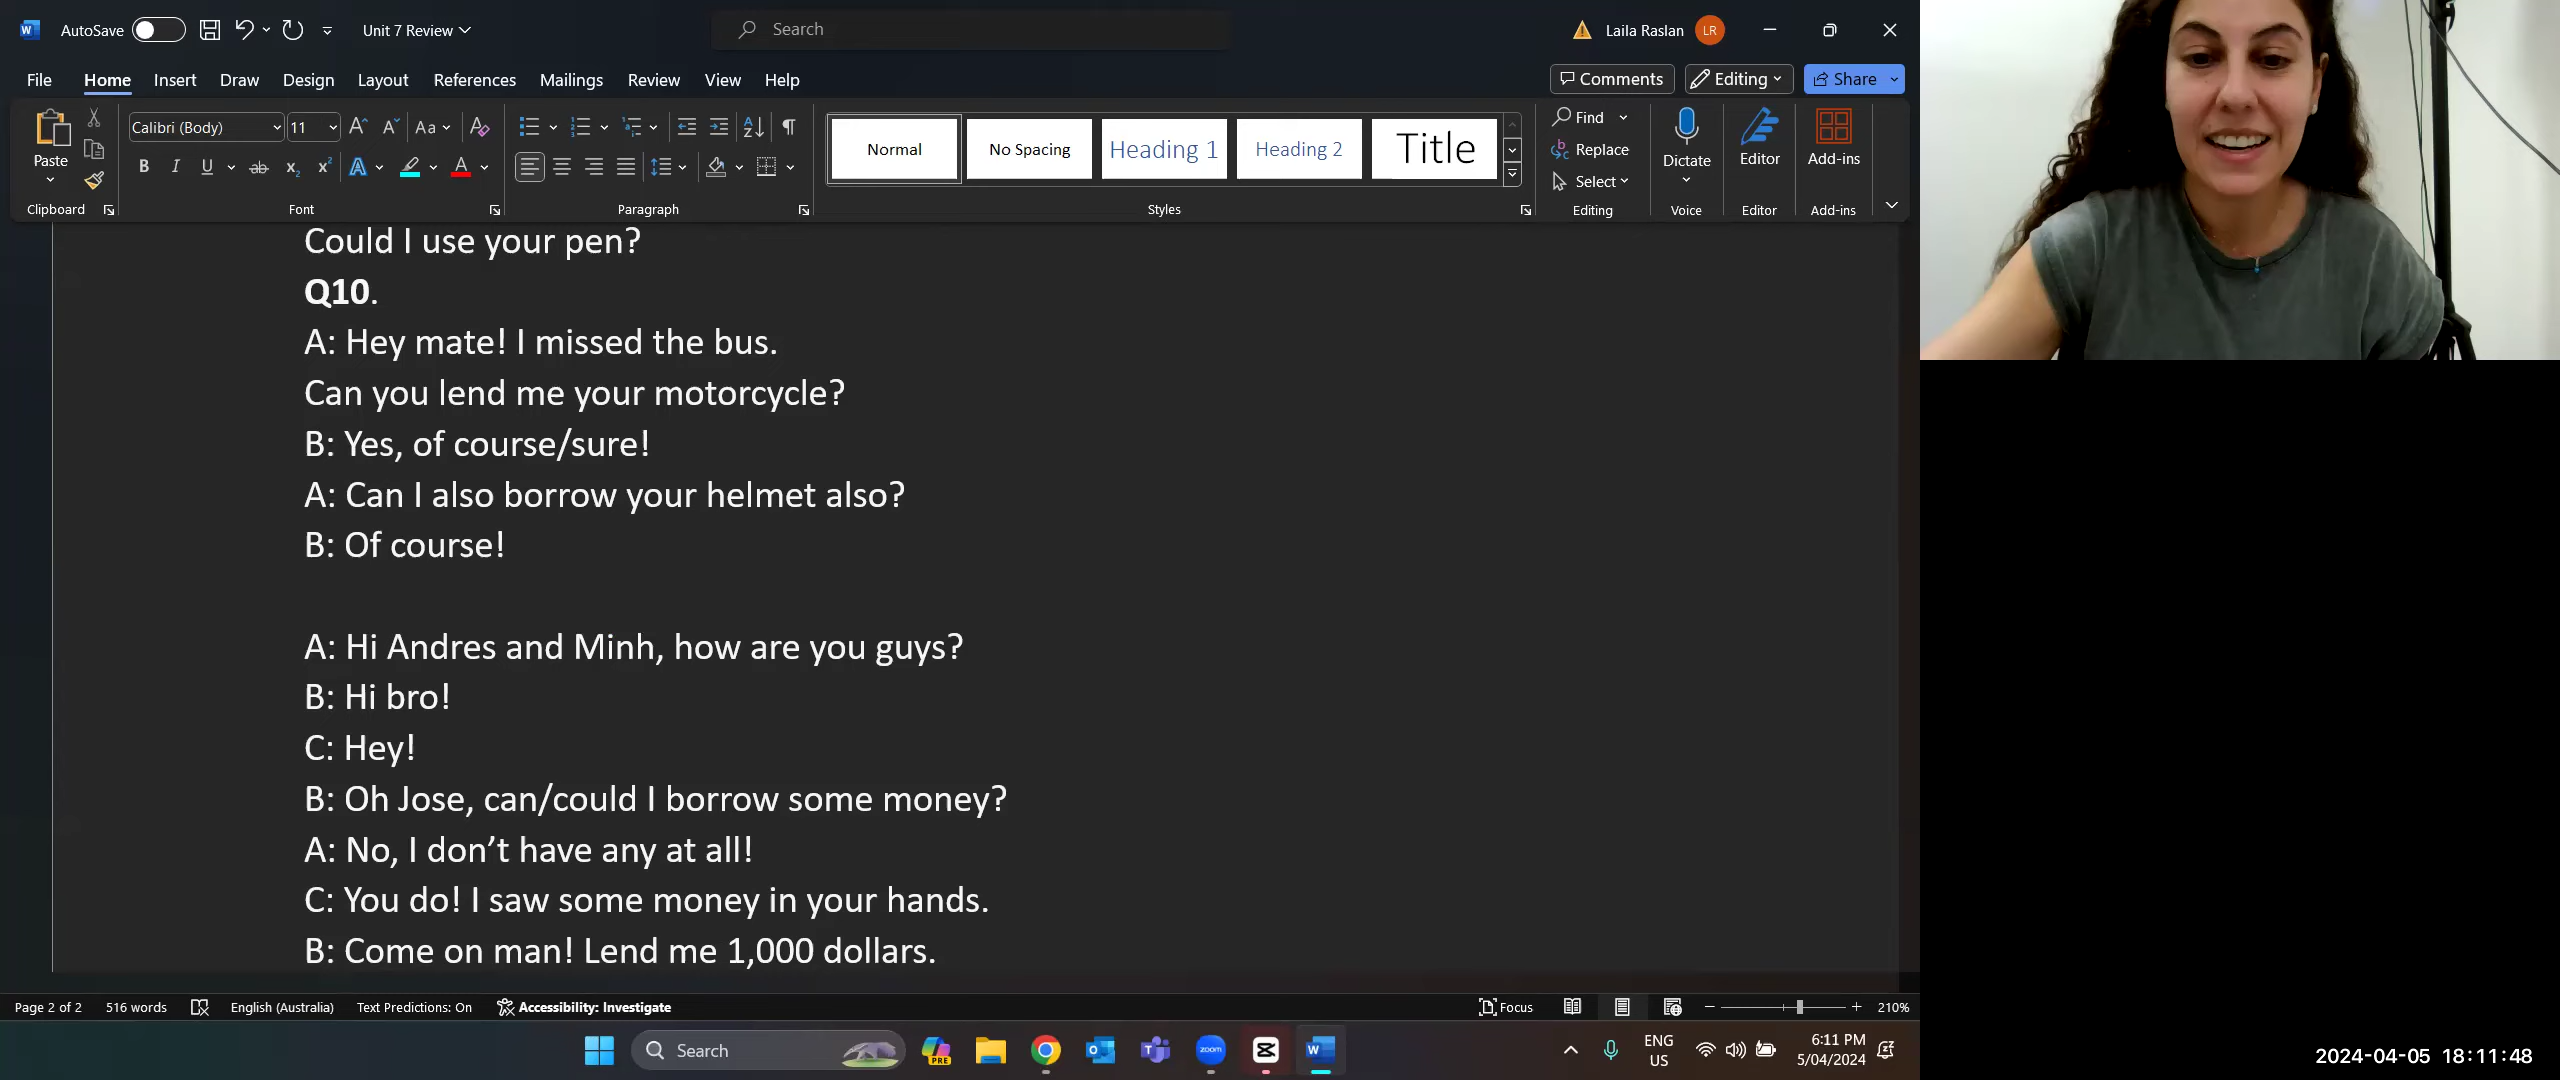 AutoSave
Unit 7 Review
Search
Laila Raslan
LR
File Home Insert Draw Design Layout References Mailings Review View Help
Comments
Editing
Share
Paste
Calibri (Body)
11
Aa
B I U ab x₂ x² A A
Normal
No Spacing
Heading 1
Heading 2
Title
Find
Replace
Select
Dictate
Editor
Add-ins
Clipboard
Font
Paragraph
Styles
Editing
Voice
Editor
Add-ins
Could I use your pen?
Q10.
A: Hey mate! I missed the bus.
Can you lend me your motorcycle?
B: Yes, of course/sure!
A: Can I also borrow your helmet also?
B: Of course!
A: Hi Andres and Minh, how are you guys?
B: Hi bro!
C: Hey!
B: Oh Jose, can/could I borrow some money?
A: No, I don’t have any at all!
C: You do! I saw some money in your hands.
B: Come on man! Lend me 1,000 dollars.
Page 2 of 2
516 words
English (Australia)
Text Predictions: On
Accessibility: Investigate
Focus
210%
Search
PRE
zoom
ENG
US
6:11 PM
5/04/2024
2024-04-05 18:11:48